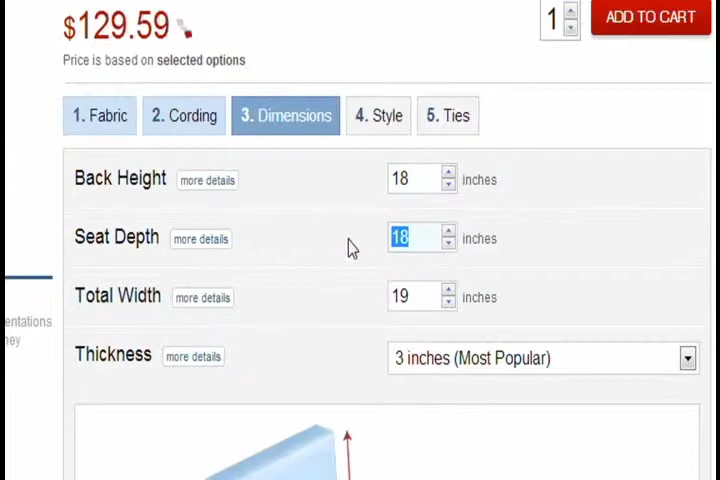 $129.59
1
ADD TO CART
Price is based on selected options
1. Fabric
2. Cording
3. Dimensions
4. Style
5. Ties
Back Height
more details
18
inches
Seat Depth
more details
18
inches
Total Width
more details
19
inches
entations
Thickness
more details
3 inches (Most Popular)